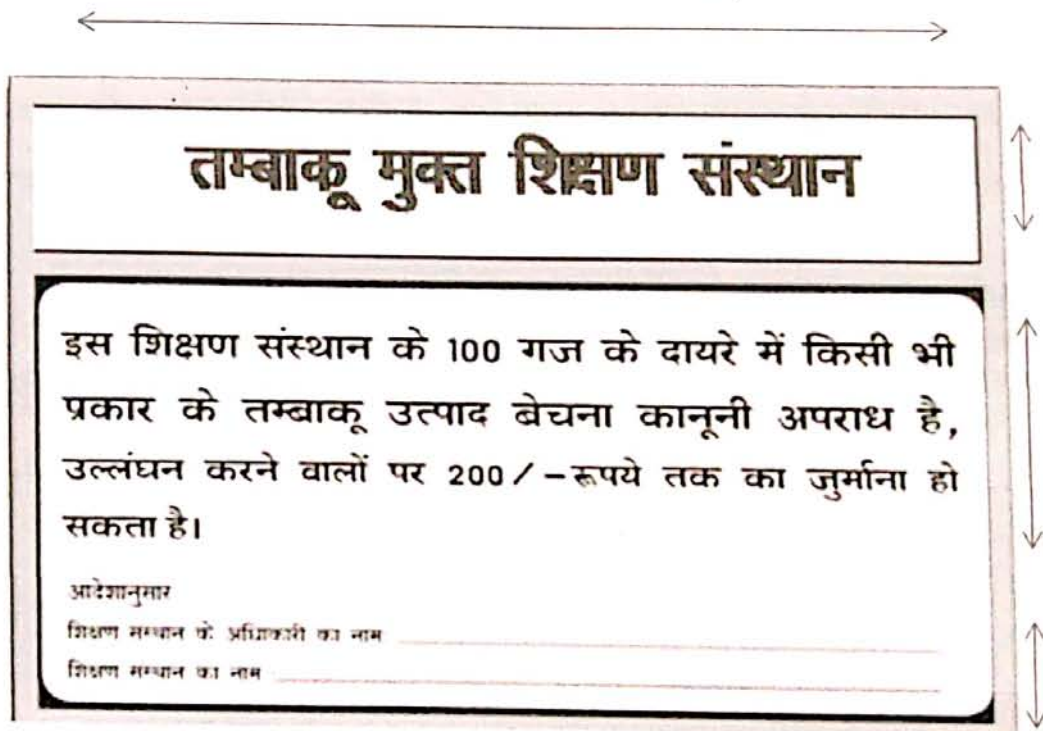 तम्बाकू मुक्त शिक्षण संस्थान
इस शिक्षण संस्थान के 100 गज के दायरे में किसी भी
प्रकार के तम्बाकू उत्पाद बेचना कानूनी अपराध है,
उल्लंघन करने वालों पर 200/-रूपये तक का जुर्माना हो
सकता है।
आदेशानुसार
शिक्षण संस्थान के अधिकारी का नाम
शिक्षण संस्थान का नाम